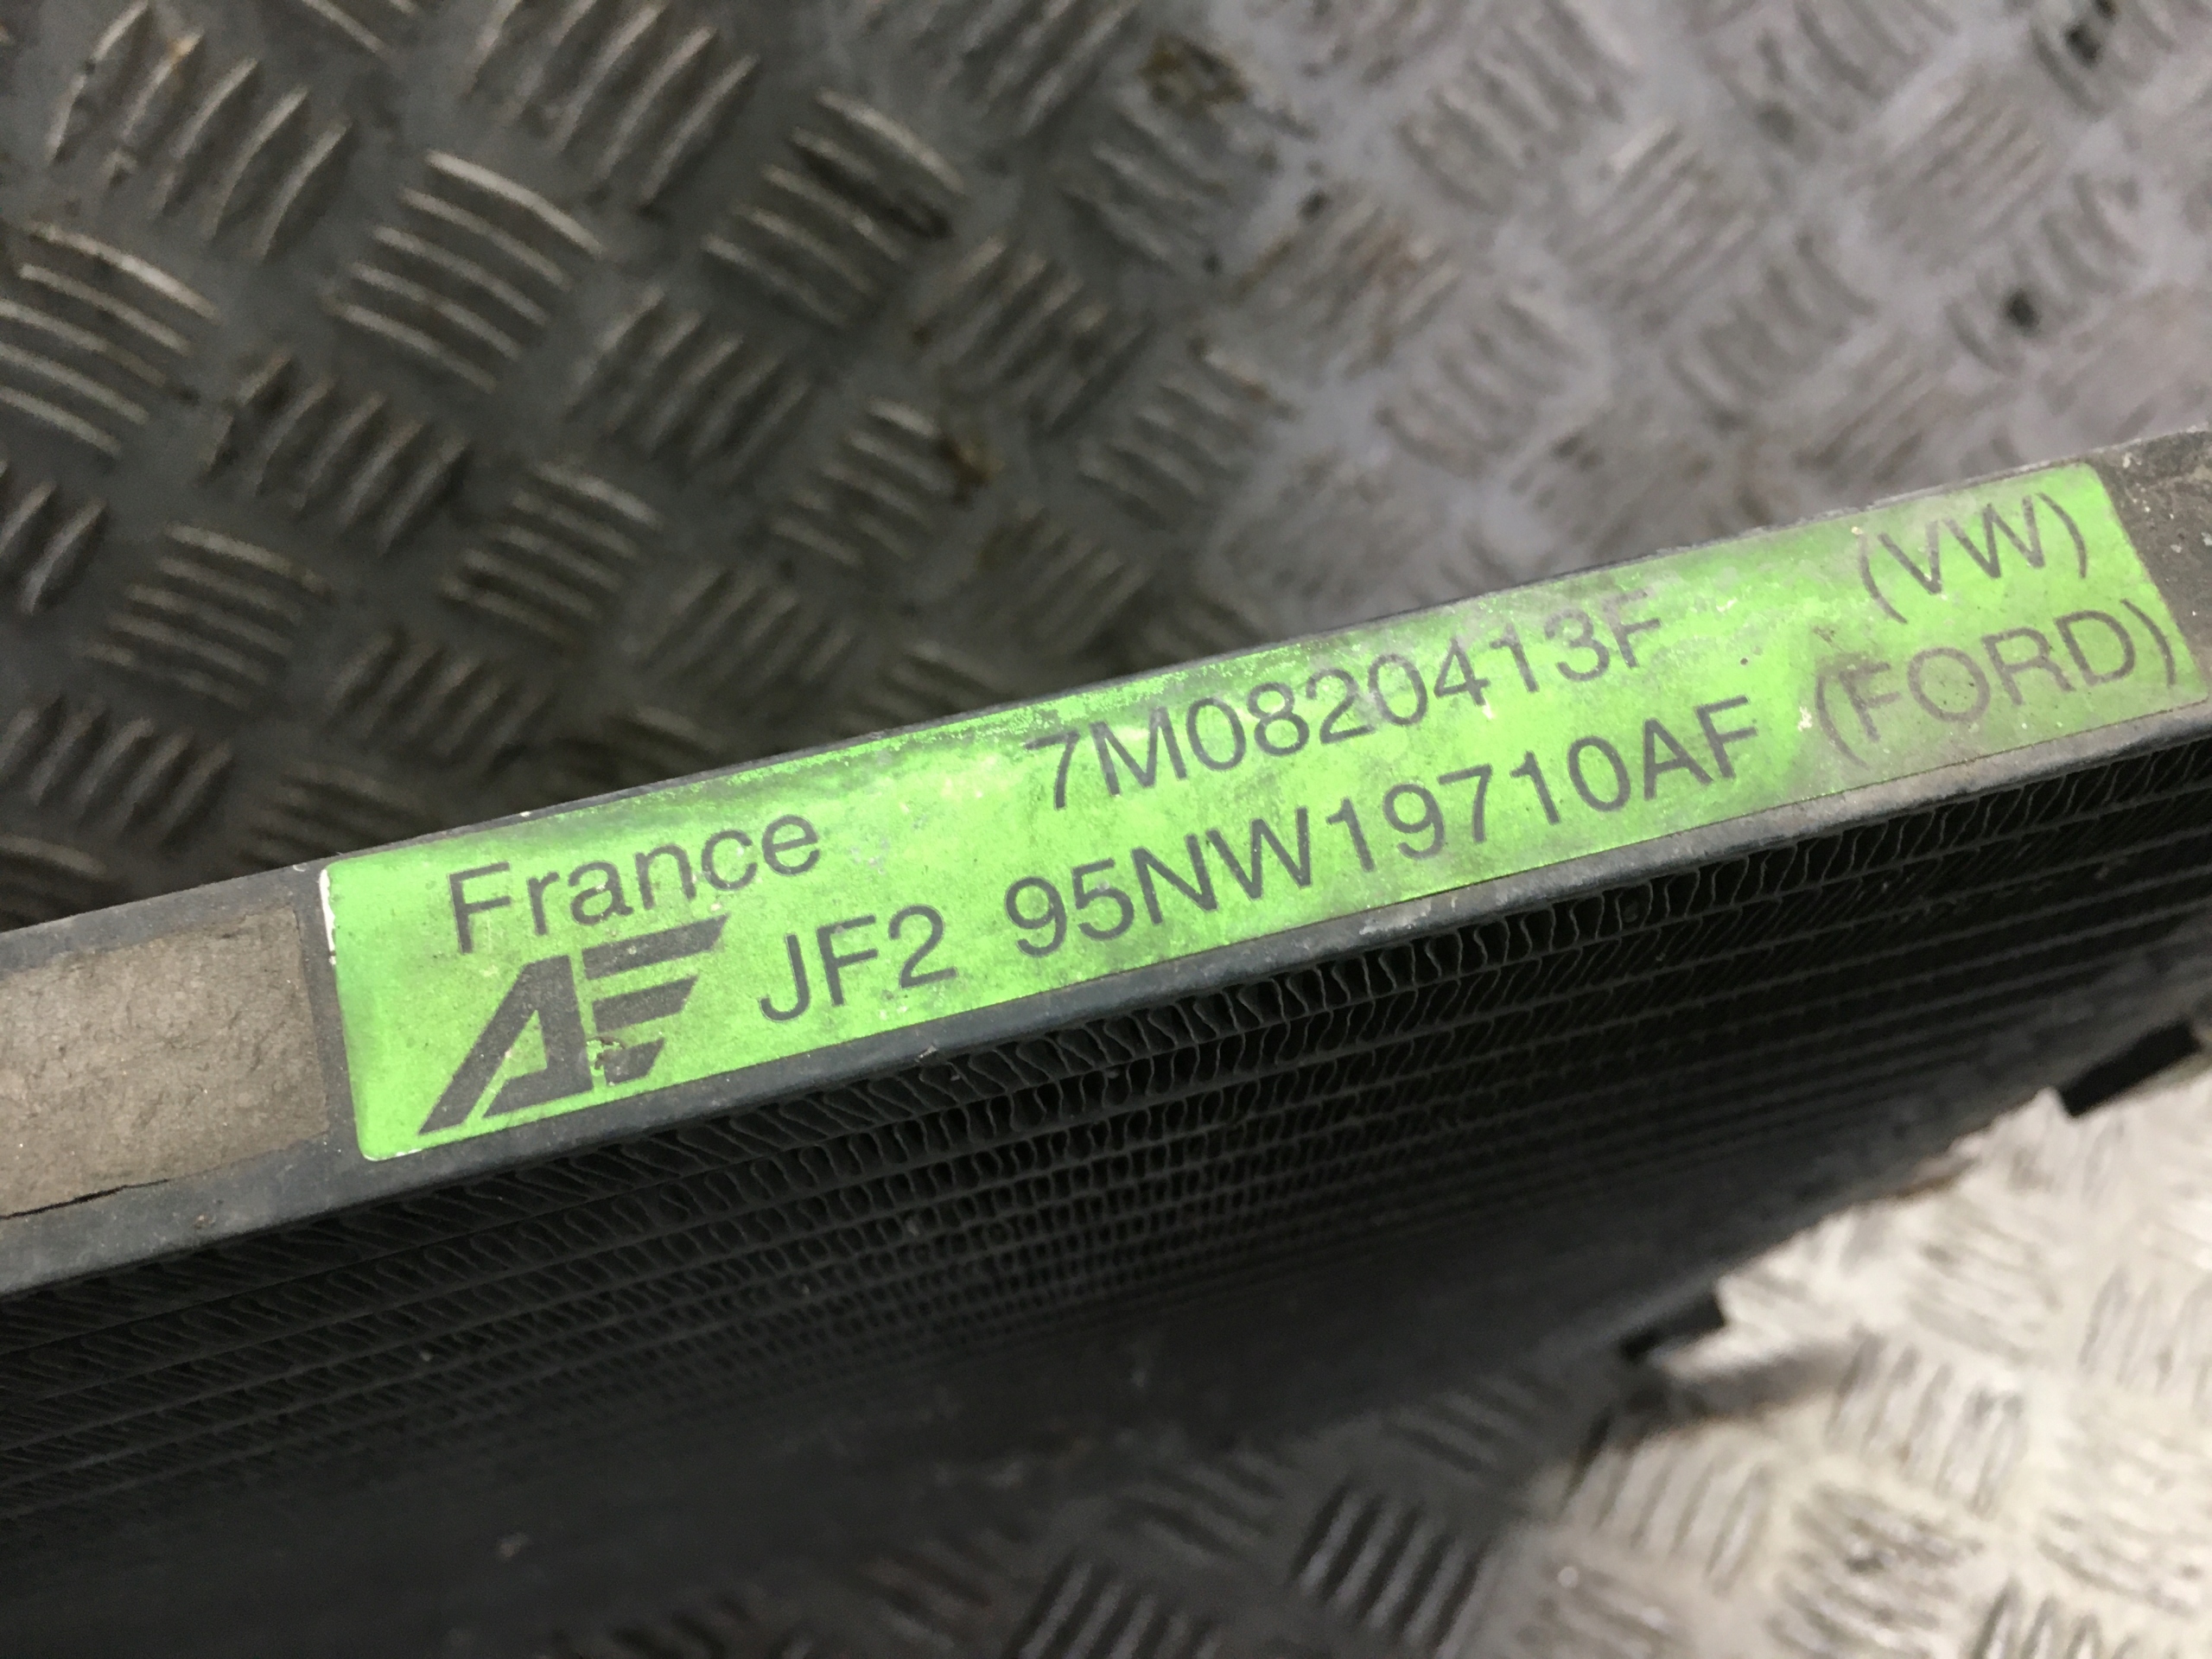 France 7M0820413F (VW)
AE JF2 95NW19710AF (FORD)